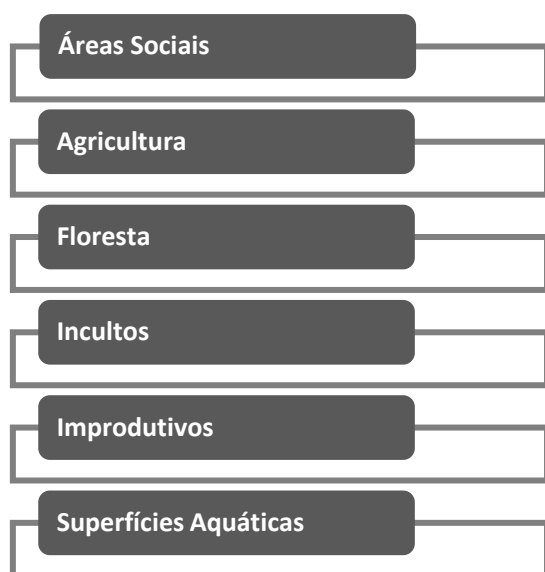 Áreas Sociais
Agricultura
Floresta
Incultos
Improdutivos
Superfícies Aquáticas